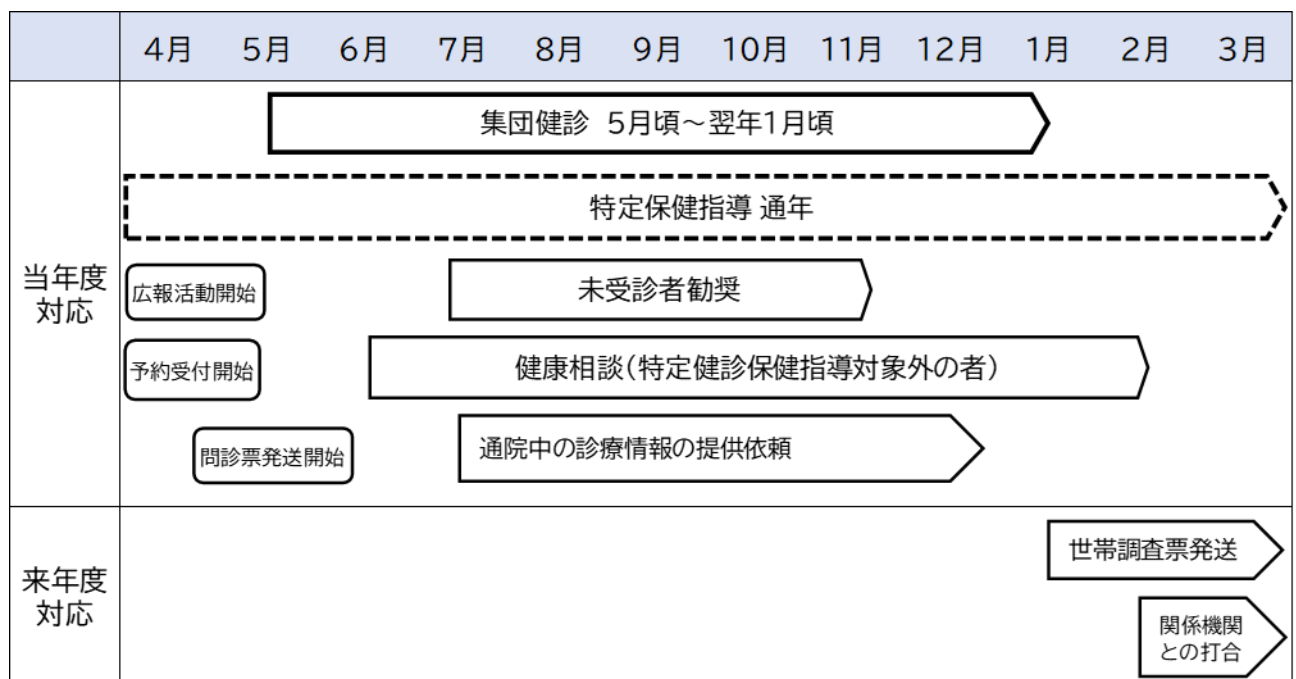 4月 5月 6月 7月 8月 9月 10月 11月 12月 1月 2月 3月
当年度
対応
集団健診 5月頃～翌年1月頃
特定保健指導 通年
広報活動開始
未受診者勧奨
予約受付開始
健康相談（特定健診保健指導対象外の者）
問診票発送開始
通院中の診療情報の提供依頼
来年度
対応
世帯調査票発送
関係機関
との打合